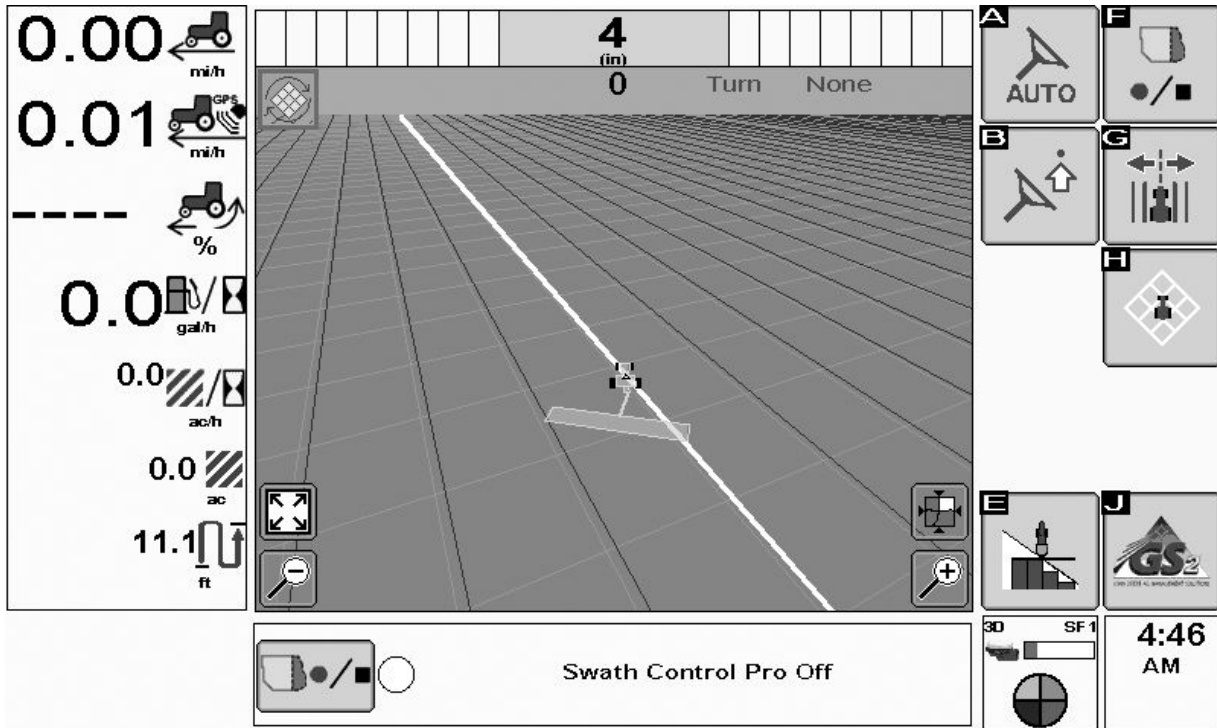 0.00
mi/h
0.01
GPS
mi/h
----
%
0.0
gal/h
0.0
ac/h
0.0
ac
11.1
ft
4
(in)
0 Turn None
A
AUTO
B
F
G
H
E
J
GS2
3D SF1
4:46
AM
Swath Control Pro Off